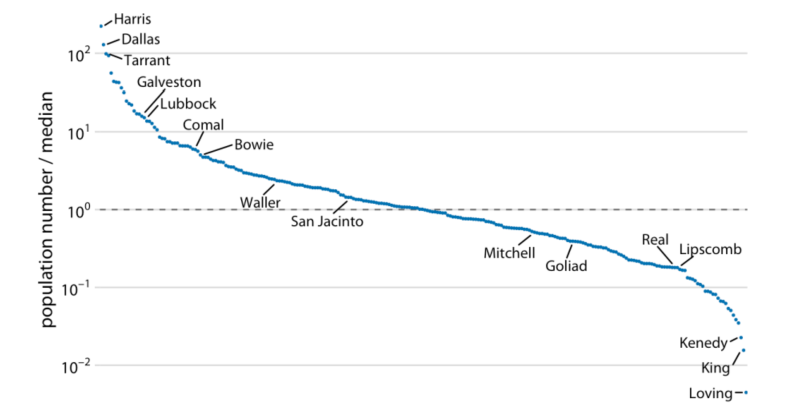 Harris
Dallas
10²
Tarrant
Galveston
Lubbock
Comal
10¹
Bowie
population number / median
Waller
10⁰
San Jacinto
Mitchell
Goliad
Real
Lipscomb
10⁻¹
Kenedy
King
10⁻²
Loving